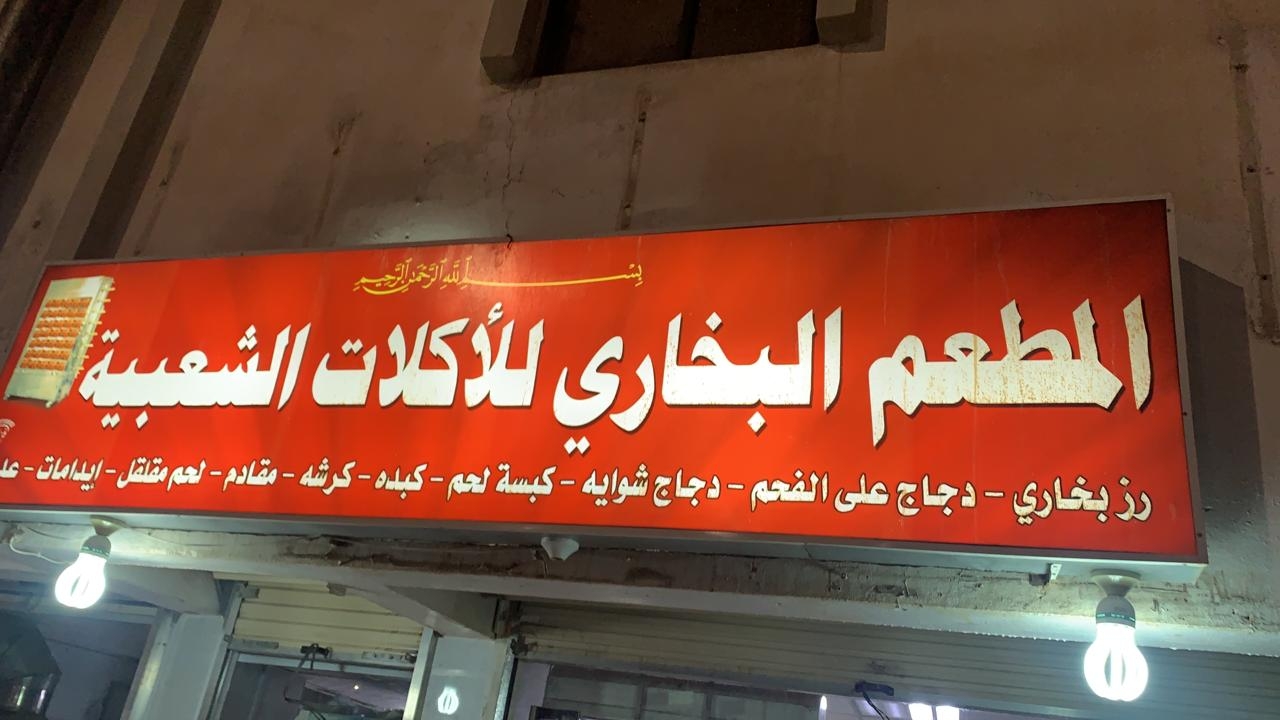 بسم الله الرحمن الرحيم
المطعم البخاري للأكلات الشعبية
رز بخاري - دجاج على الفحم - دجاج شوايه - كبسة لحم - كبده - كرشه - مقادم - لحم مقلقل - إيدامات -